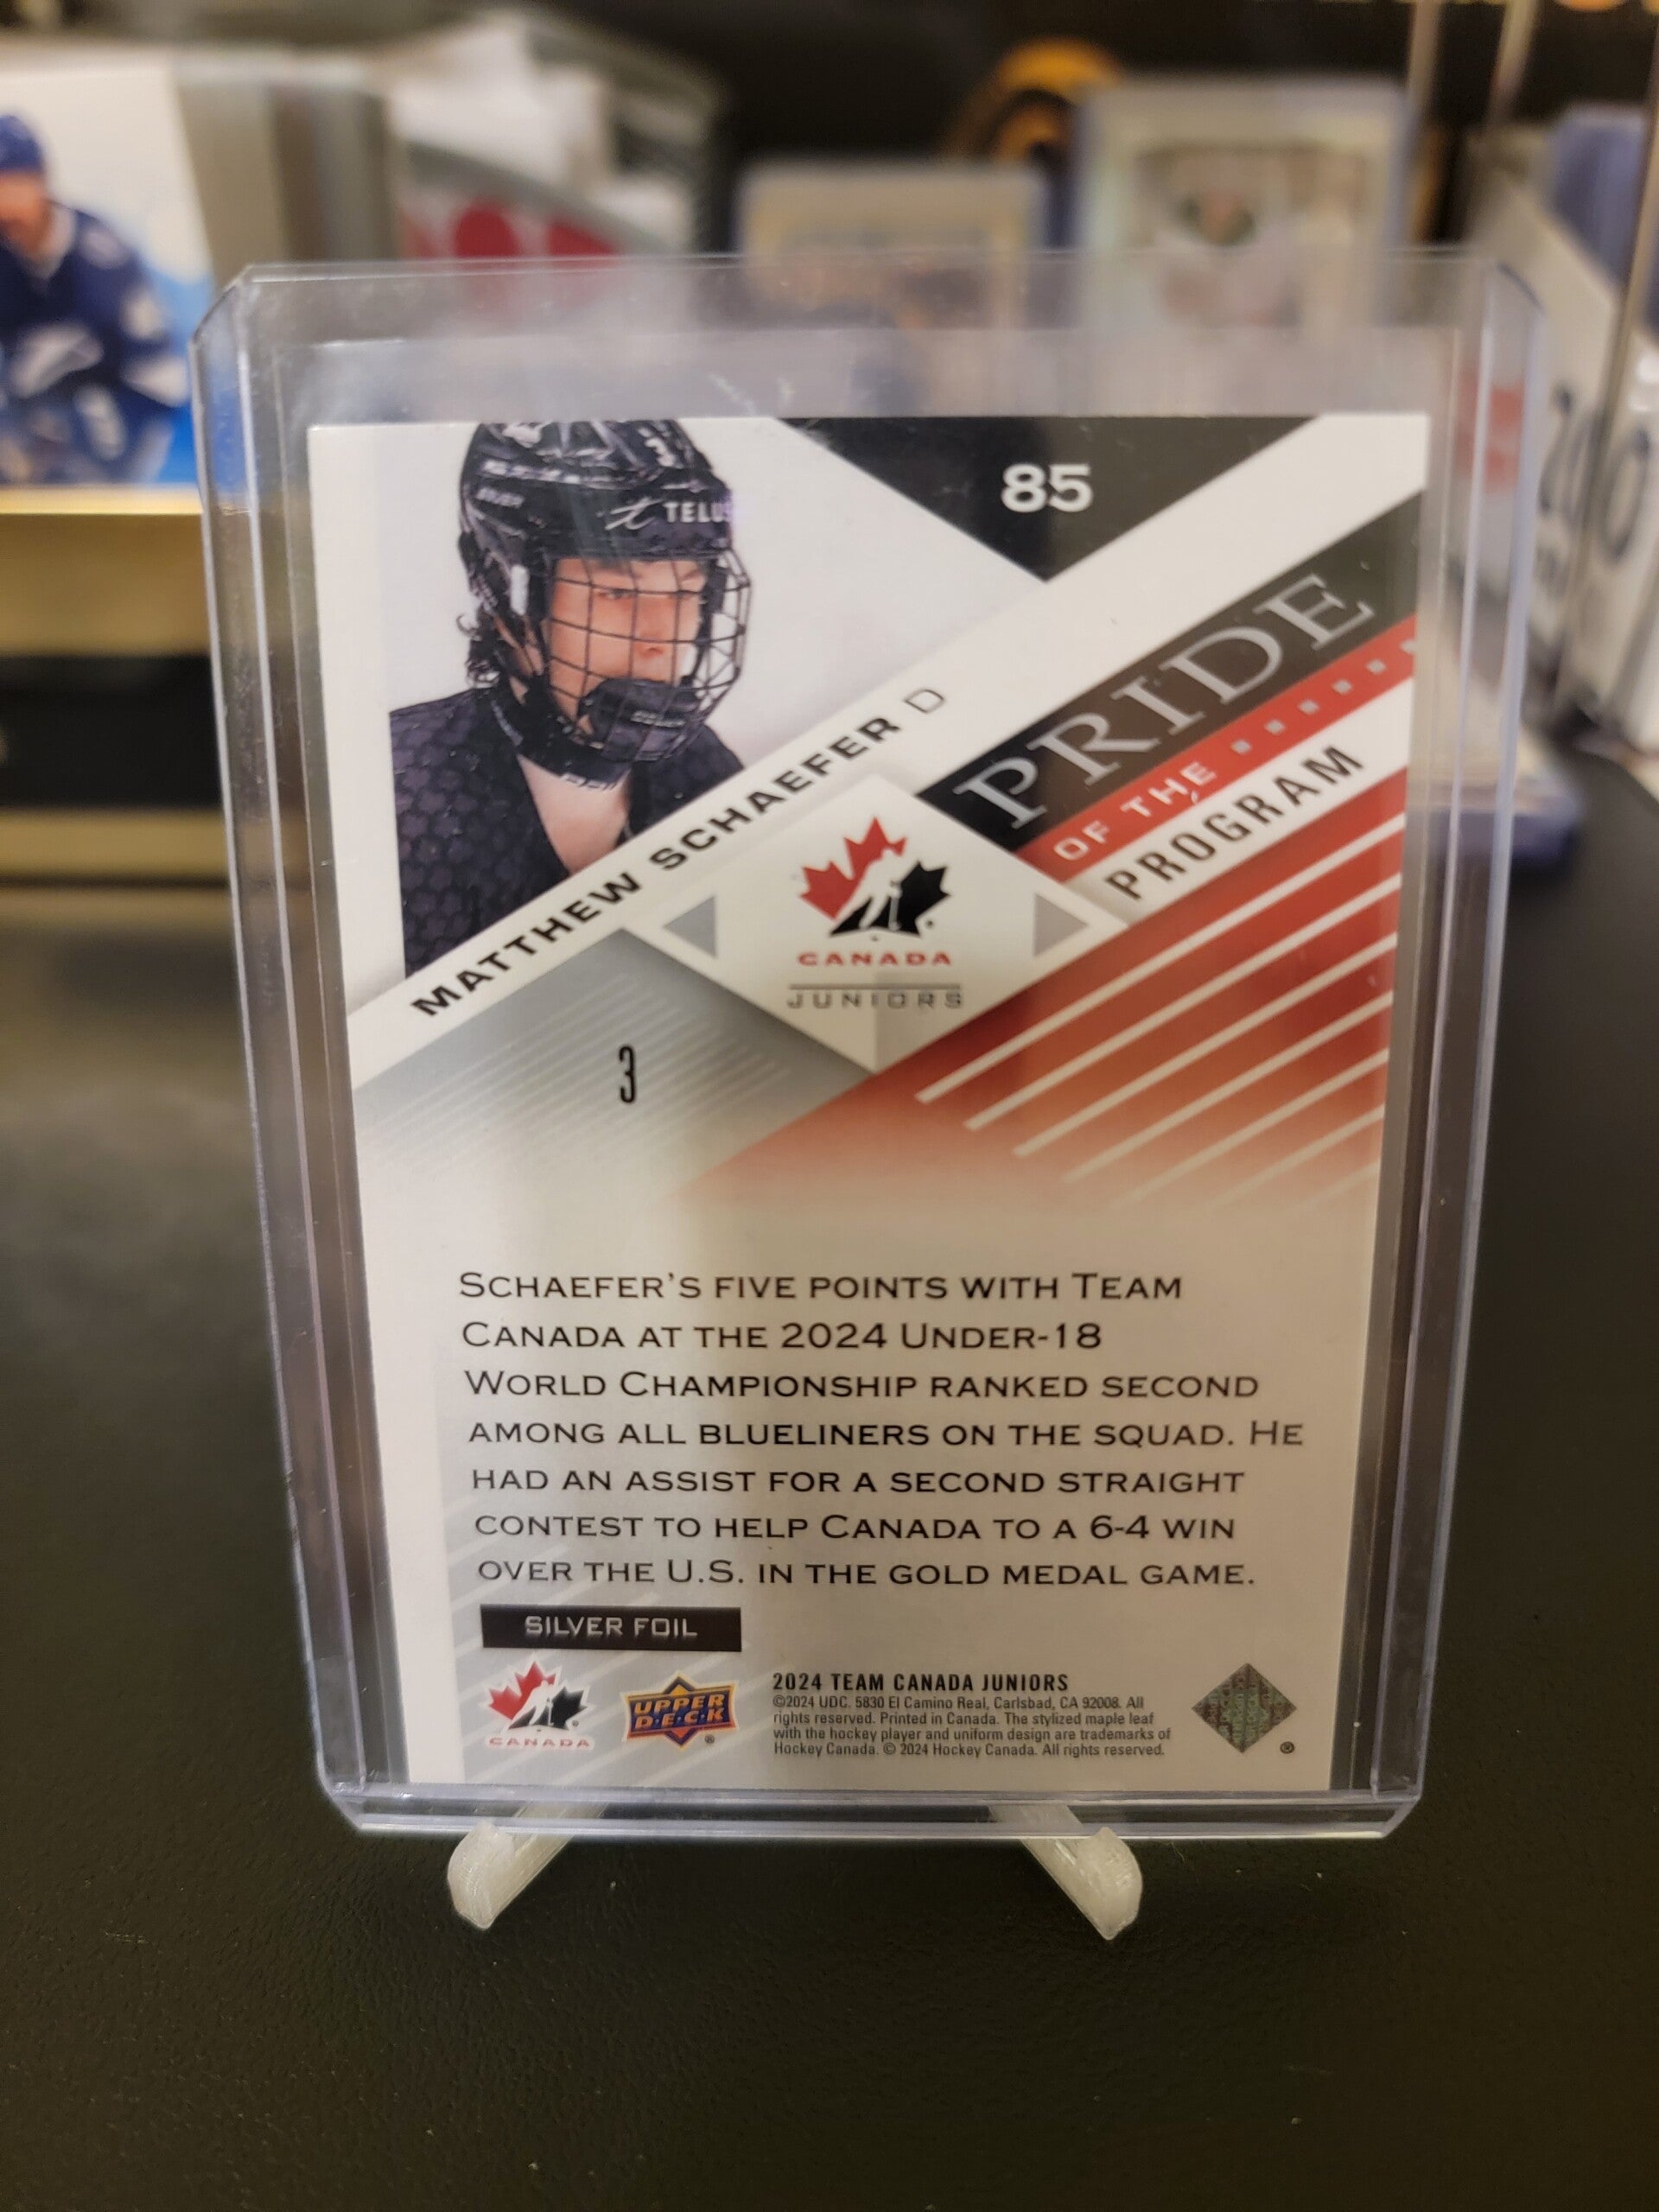 85
3
TELUS
PRIDE
OF THE
PROGRAM
MATTHEW SCHAEFER D
CANADA
JUNIORS
3
SCHAEFER'S FIVE POINTS WITH TEAM
CANADA AT THE 2024 UNDER-18
WORLD CHAMPIONSHIP RANKED SECOND
AMONG ALL BLUELINERS ON THE SQUAD. HE
HAD AN ASSIST FOR A SECOND STRAIGHT
CONTEST TO HELP CANADA TO A 6-4 WIN
OVER THE U.S. IN THE GOLD MEDAL GAME.
SILVER FOIL
CANADA
UPPER
D·E·C·K
2024 TEAM CANADA JUNIORS
©2024 UDC. 5830 El Camino Real, Carlsbad, CA 92008. All
rights reserved. Printed in Canada. The stylized maple leaf
with the hockey player and uniform design are trademarks of
Hockey Canada. © 2024 Hockey Canada. All rights reserved.